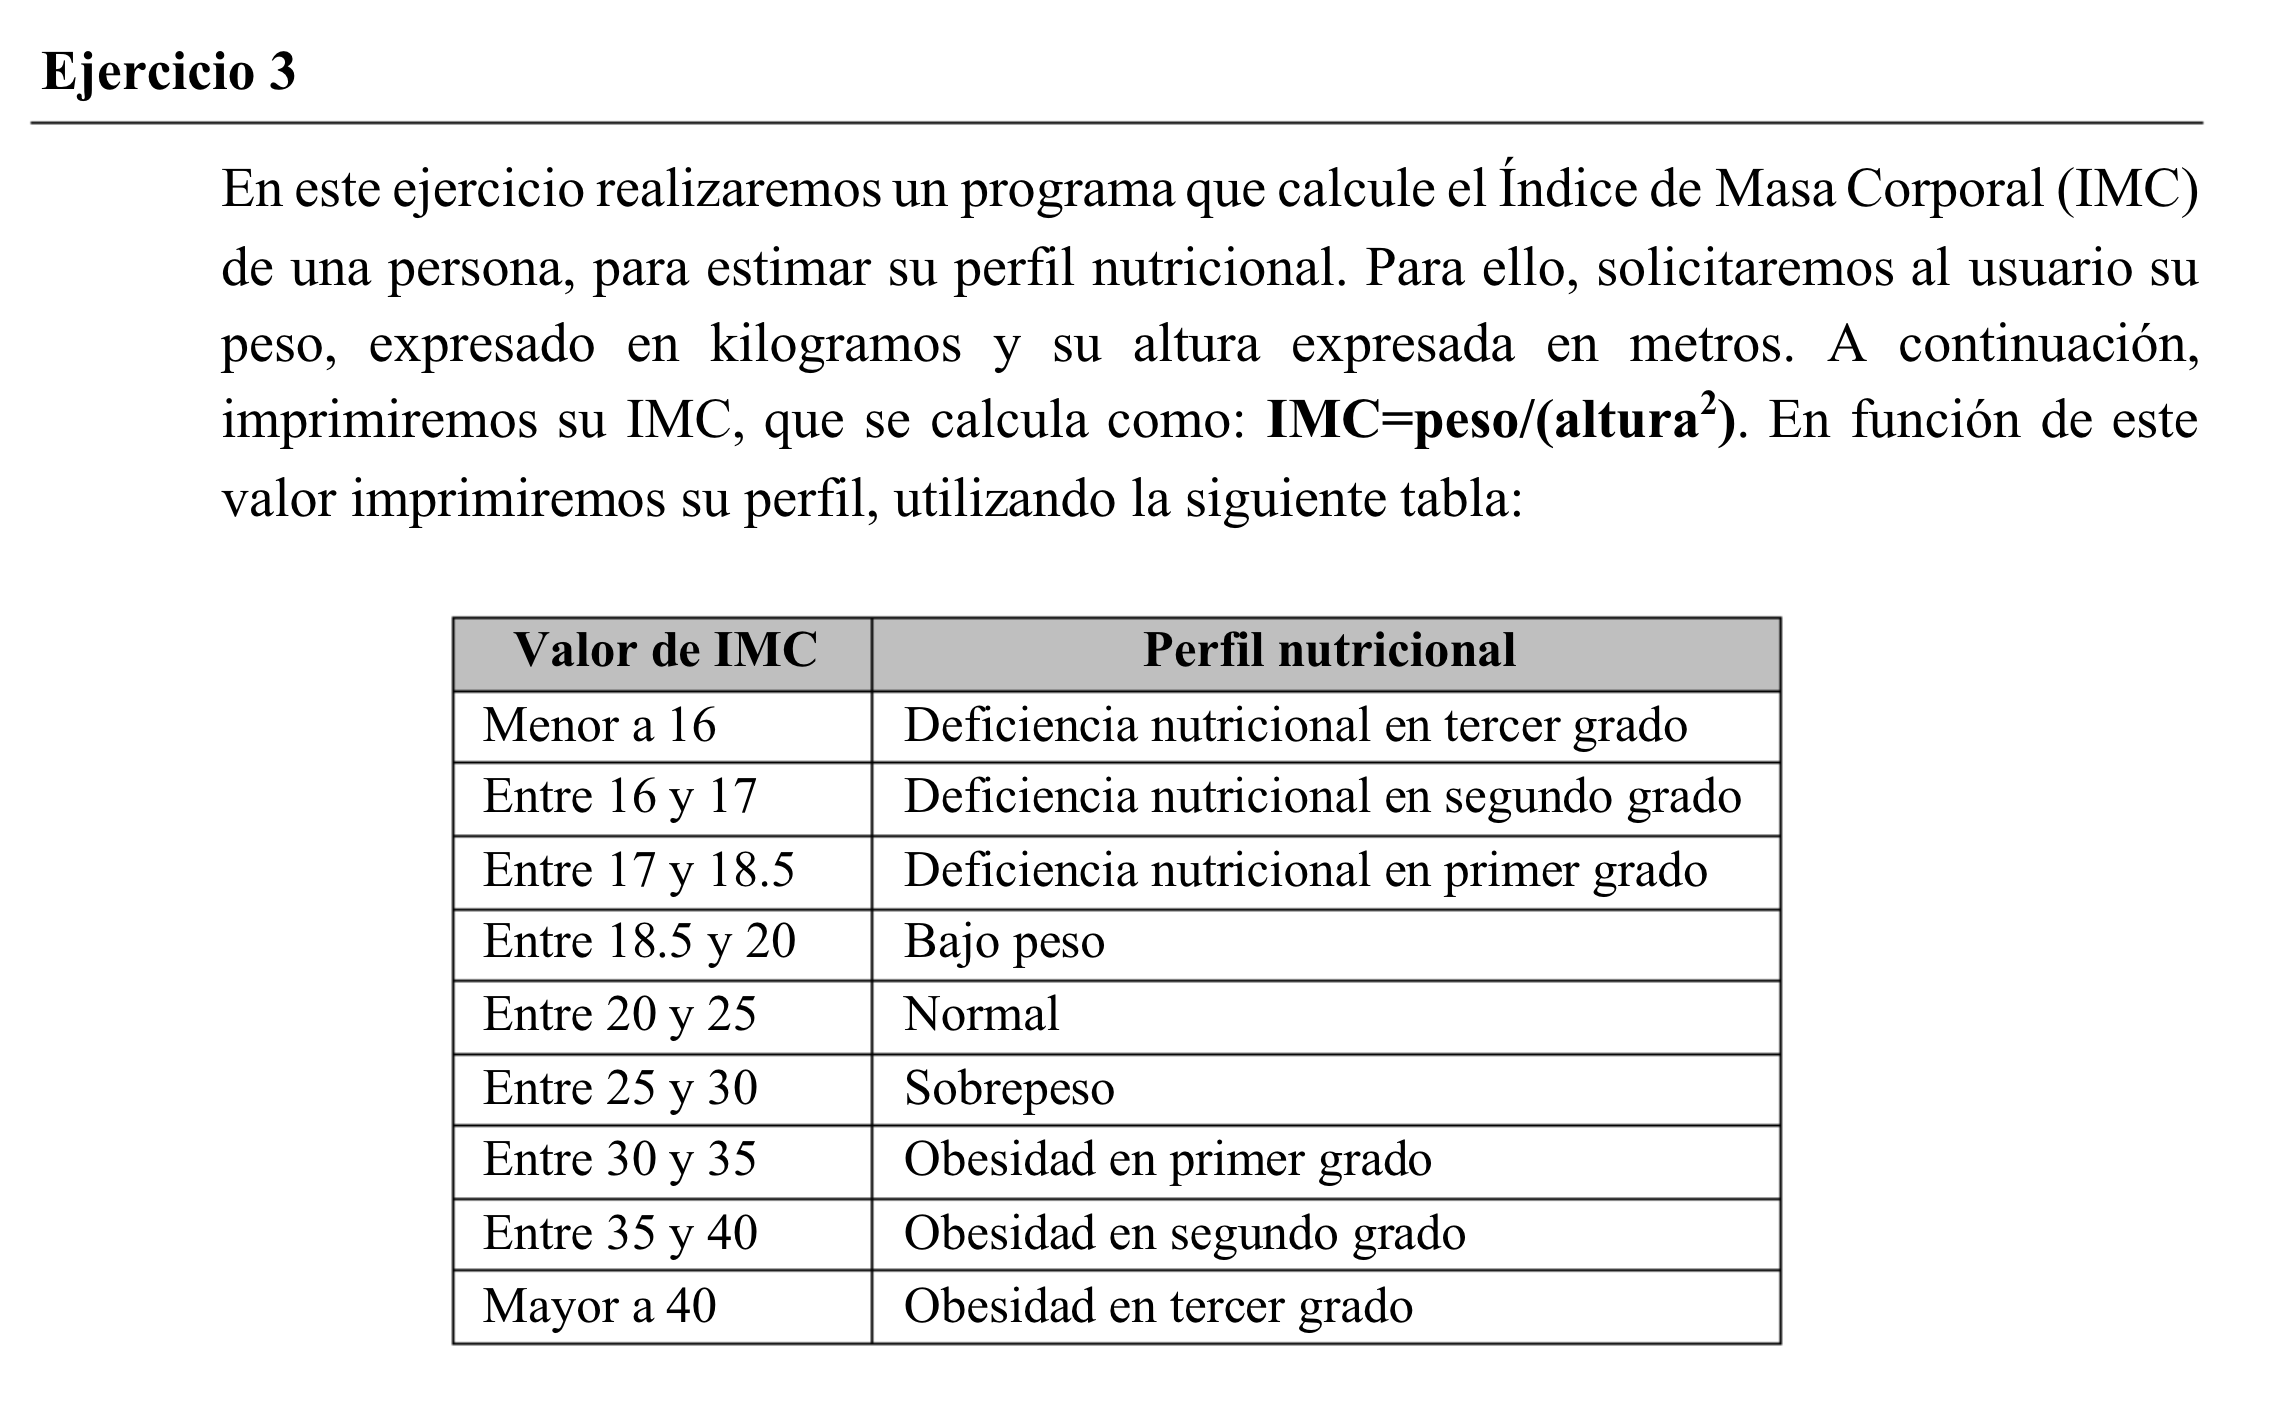 Ejercicio 3
En este ejercicio realizaremos un programa que calcule el Índice de Masa Corporal (IMC)
de una persona, para estimar su perfil nutricional. Para ello, solicitaremos al usuario su
peso, expresado en kilogramos y su altura expresada en metros. A continuación,
imprimiremos su IMC, que se calcula como: IMC=peso/(altura²). En función de este
valor imprimiremos su perfil, utilizando la siguiente tabla:
Valor de IMC Perfil nutricional
Menor a 16 Deficiencia nutricional en tercer grado
Entre 16 y 17 Deficiencia nutricional en segundo grado
Entre 17 y 18.5 Deficiencia nutricional en primer grado
Entre 18.5 y 20 Bajo peso
Entre 20 y 25 Normal
Entre 25 y 30 Sobrepeso
Entre 30 y 35 Obesidad en primer grado
Entre 35 y 40 Obesidad en segundo grado
Mayor a 40 Obesidad en tercer grado